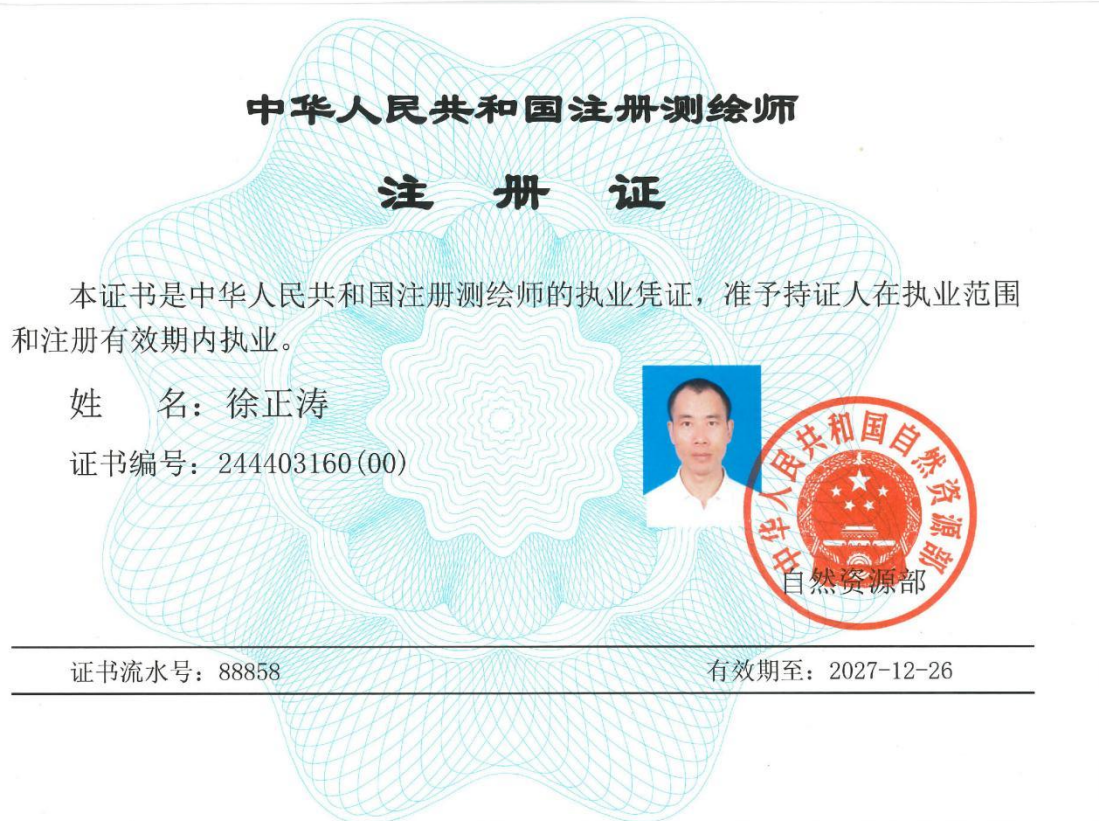 中华人民共和国注册测绘师
注 册 证
本证书是中华人民共和国注册测绘师的执业凭证，准予持证人在执业范围
和注册有效期内执业。
姓 名：徐正涛
证书编号：244403160(00)
中华人民共和国自然资源部
自然资源部
证书流水号：88858
有效期至：2027-12-26